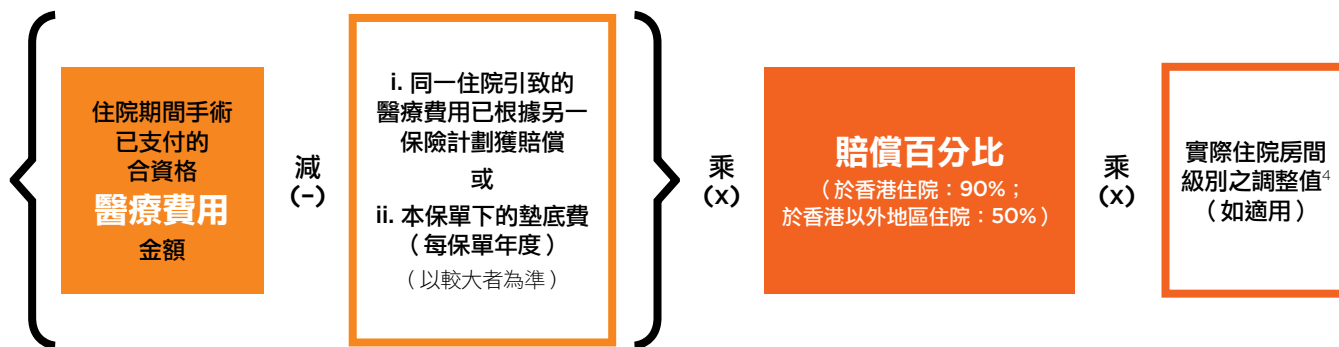 住院期間手術
已支付的
合資格
醫療費用
金額
減
(–)
i. 同一住院引致的
醫療費用已根據另一
保險計劃獲賠償
或
ii. 本保單下的墊底費
（每保單年度）
（以較大者為準）
乘
(x)
賠償百分比
（於香港住院：90%；
於香港以外地區住院：50%）
乘
(x)
實際住院房間
級別之調整值4
（如適用）